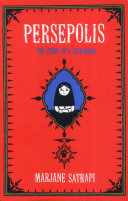 PERSEPOLIS
THE STORY OF A CHILDHOOD
MARJANE SATRAPI